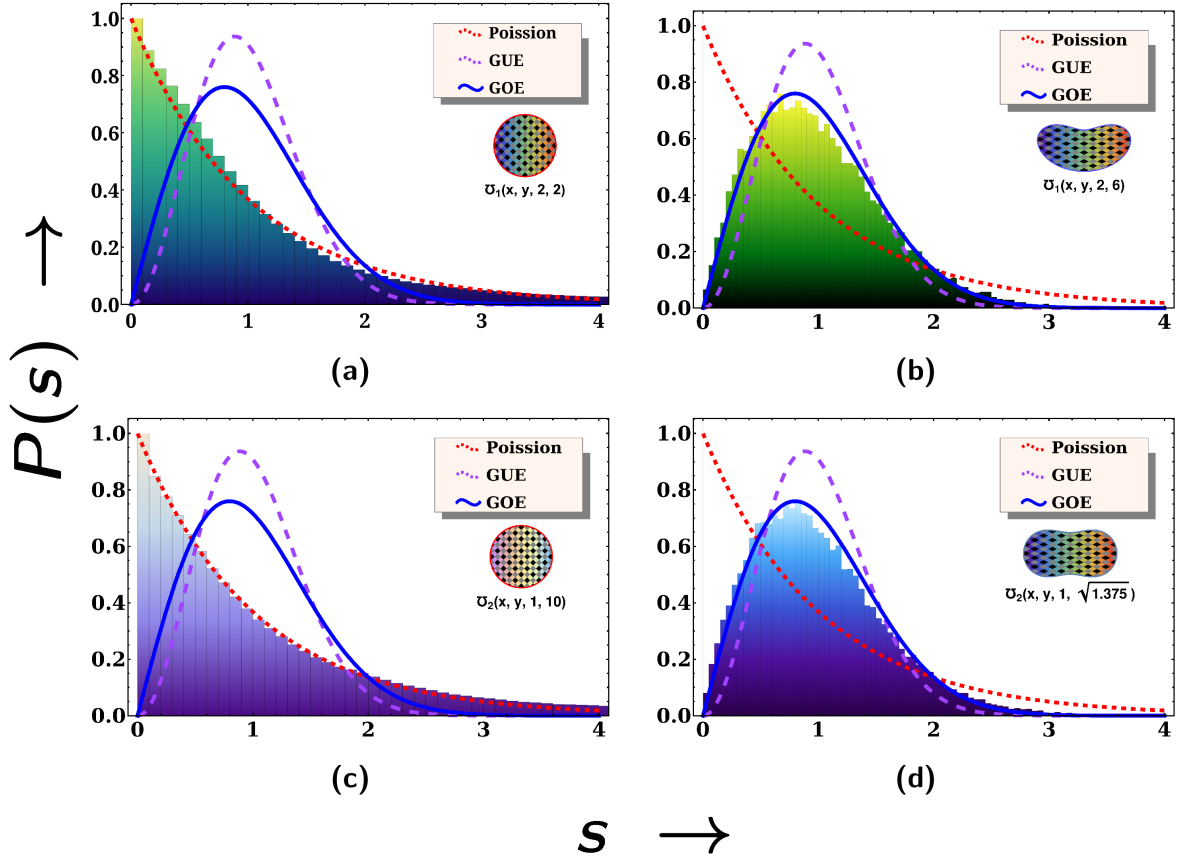 P(s) →
1.0
0.8
0.6
0.4
0.2
0.0
0 1 2 3 4
Poission
GUE
GOE
℧₁(x, y, 2, 2)
(a)
1.0
0.8
0.6
0.4
0.2
0.0
0 1 2 3 4
Poission
GUE
GOE
℧₁(x, y, 2, 6)
(b)
1.0
0.8
0.6
0.4
0.2
0.0
0 1 2 3 4
Poission
GUE
GOE
℧₂(x, y, 1, 10)
(c)
1.0
0.8
0.6
0.4
0.2
0.0
0 1 2 3 4
Poission
GUE
GOE
℧₂(x, y, 1, √1.375 )
(d)
s →